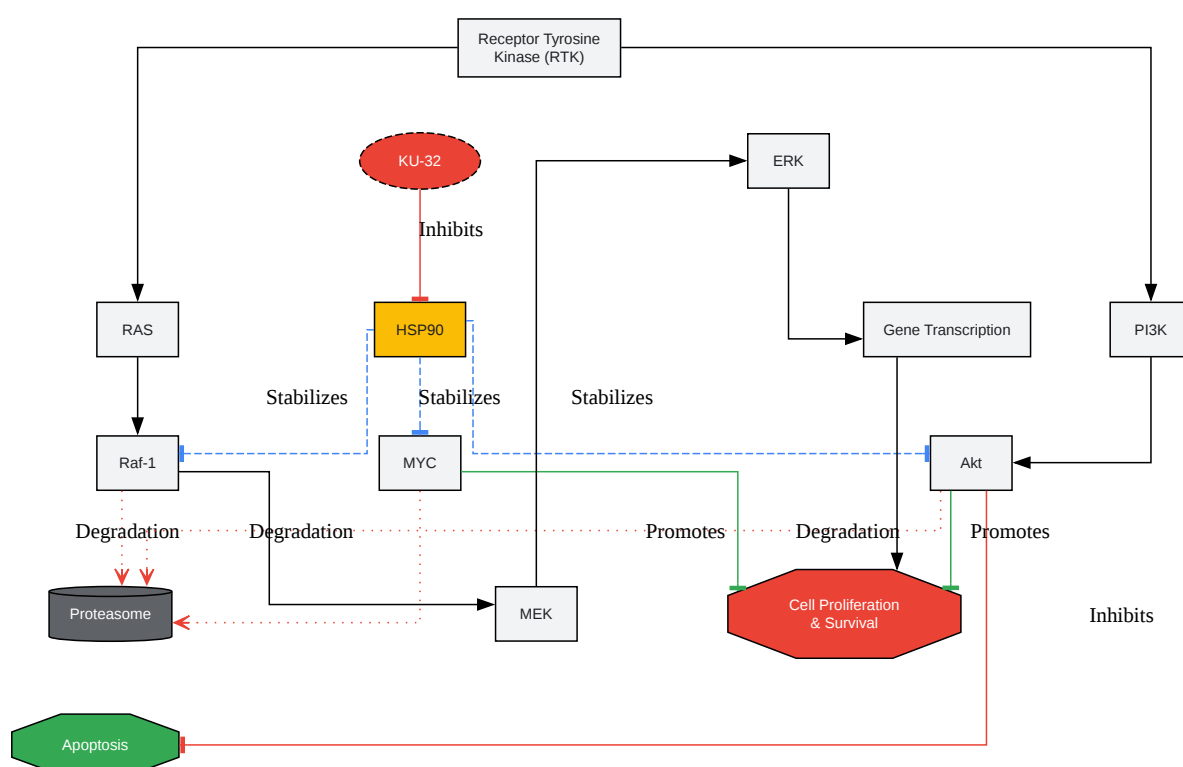 Receptor Tyrosine
Kinase (RTK)
KU-32
ERK
Inhibits
RAS
HSP90
Gene Transcription
PI3K
Stabilizes
Stabilizes
Stabilizes
Raf-1
MYC
Akt
Degradation
Degradation
Promotes
Degradation
Promotes
Proteasome
MEK
Cell Proliferation
& Survival
Inhibits
Apoptosis